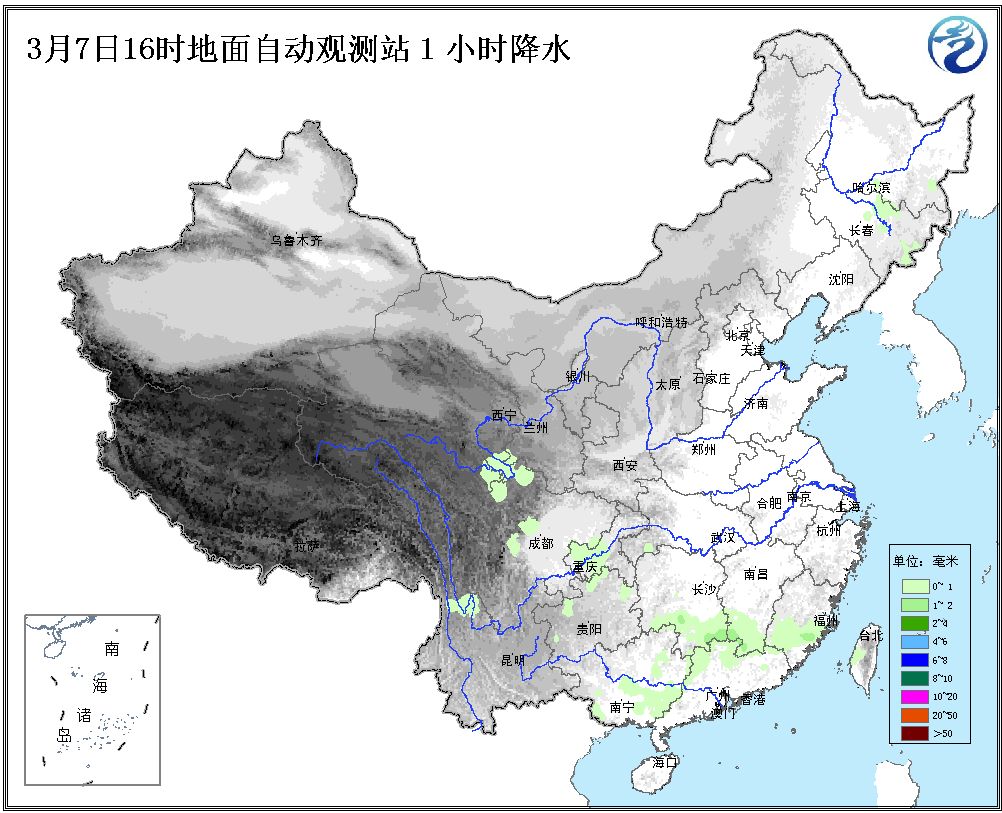 3月7日16时地面自动观测站1小时降水
哈尔滨
长春
乌鲁木齐
沈阳
呼和浩特
北京
天津
银川
太原
石家庄
济南
西宁
兰州
郑州
西安
合肥
南京
上海
杭州
成都
武汉
拉萨
重庆
南昌
长沙
福州
台北
贵阳
昆明
南宁
广州
香港
澳门
海口
南
海
诸
岛
单位: 毫米
0~ 1
1~ 2
2~4
4~6
6~8
8~10
10~20
20~50
>50